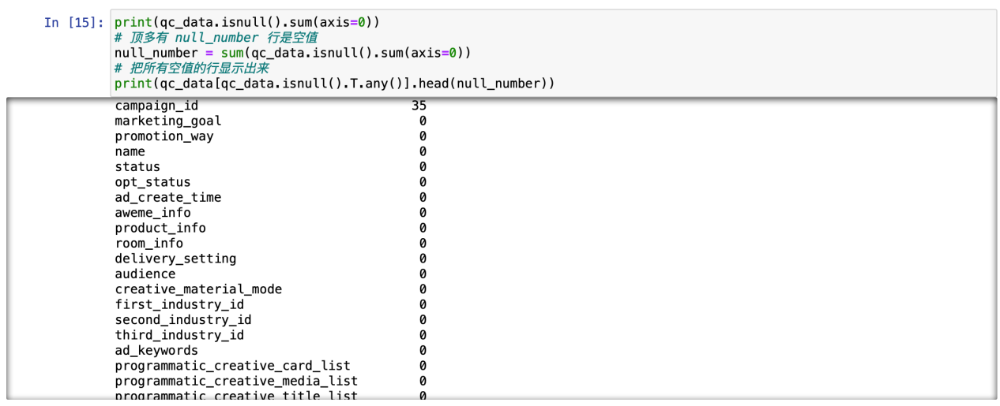 In [15]: print(qc_data.isnull().sum(axis=0))
# 顶多有 null_number 行是空值
null_number = sum(qc_data.isnull().sum(axis=0))
# 把所有空值的行显示出来
print(qc_data[qc_data.isnull().T.any()].head(null_number))
campaign_id 35
marketing_goal 0
promotion_way 0
name 0
status 0
opt_status 0
ad_create_time 0
aweme_info 0
product_info 0
room_info 0
delivery_setting 0
audience 0
creative_material_mode 0
first_industry_id 0
second_industry_id 0
third_industry_id 0
ad_keywords 0
programmatic_creative_card_list 0
programmatic_creative_media_list 0
programmatic_creative_title_list 0